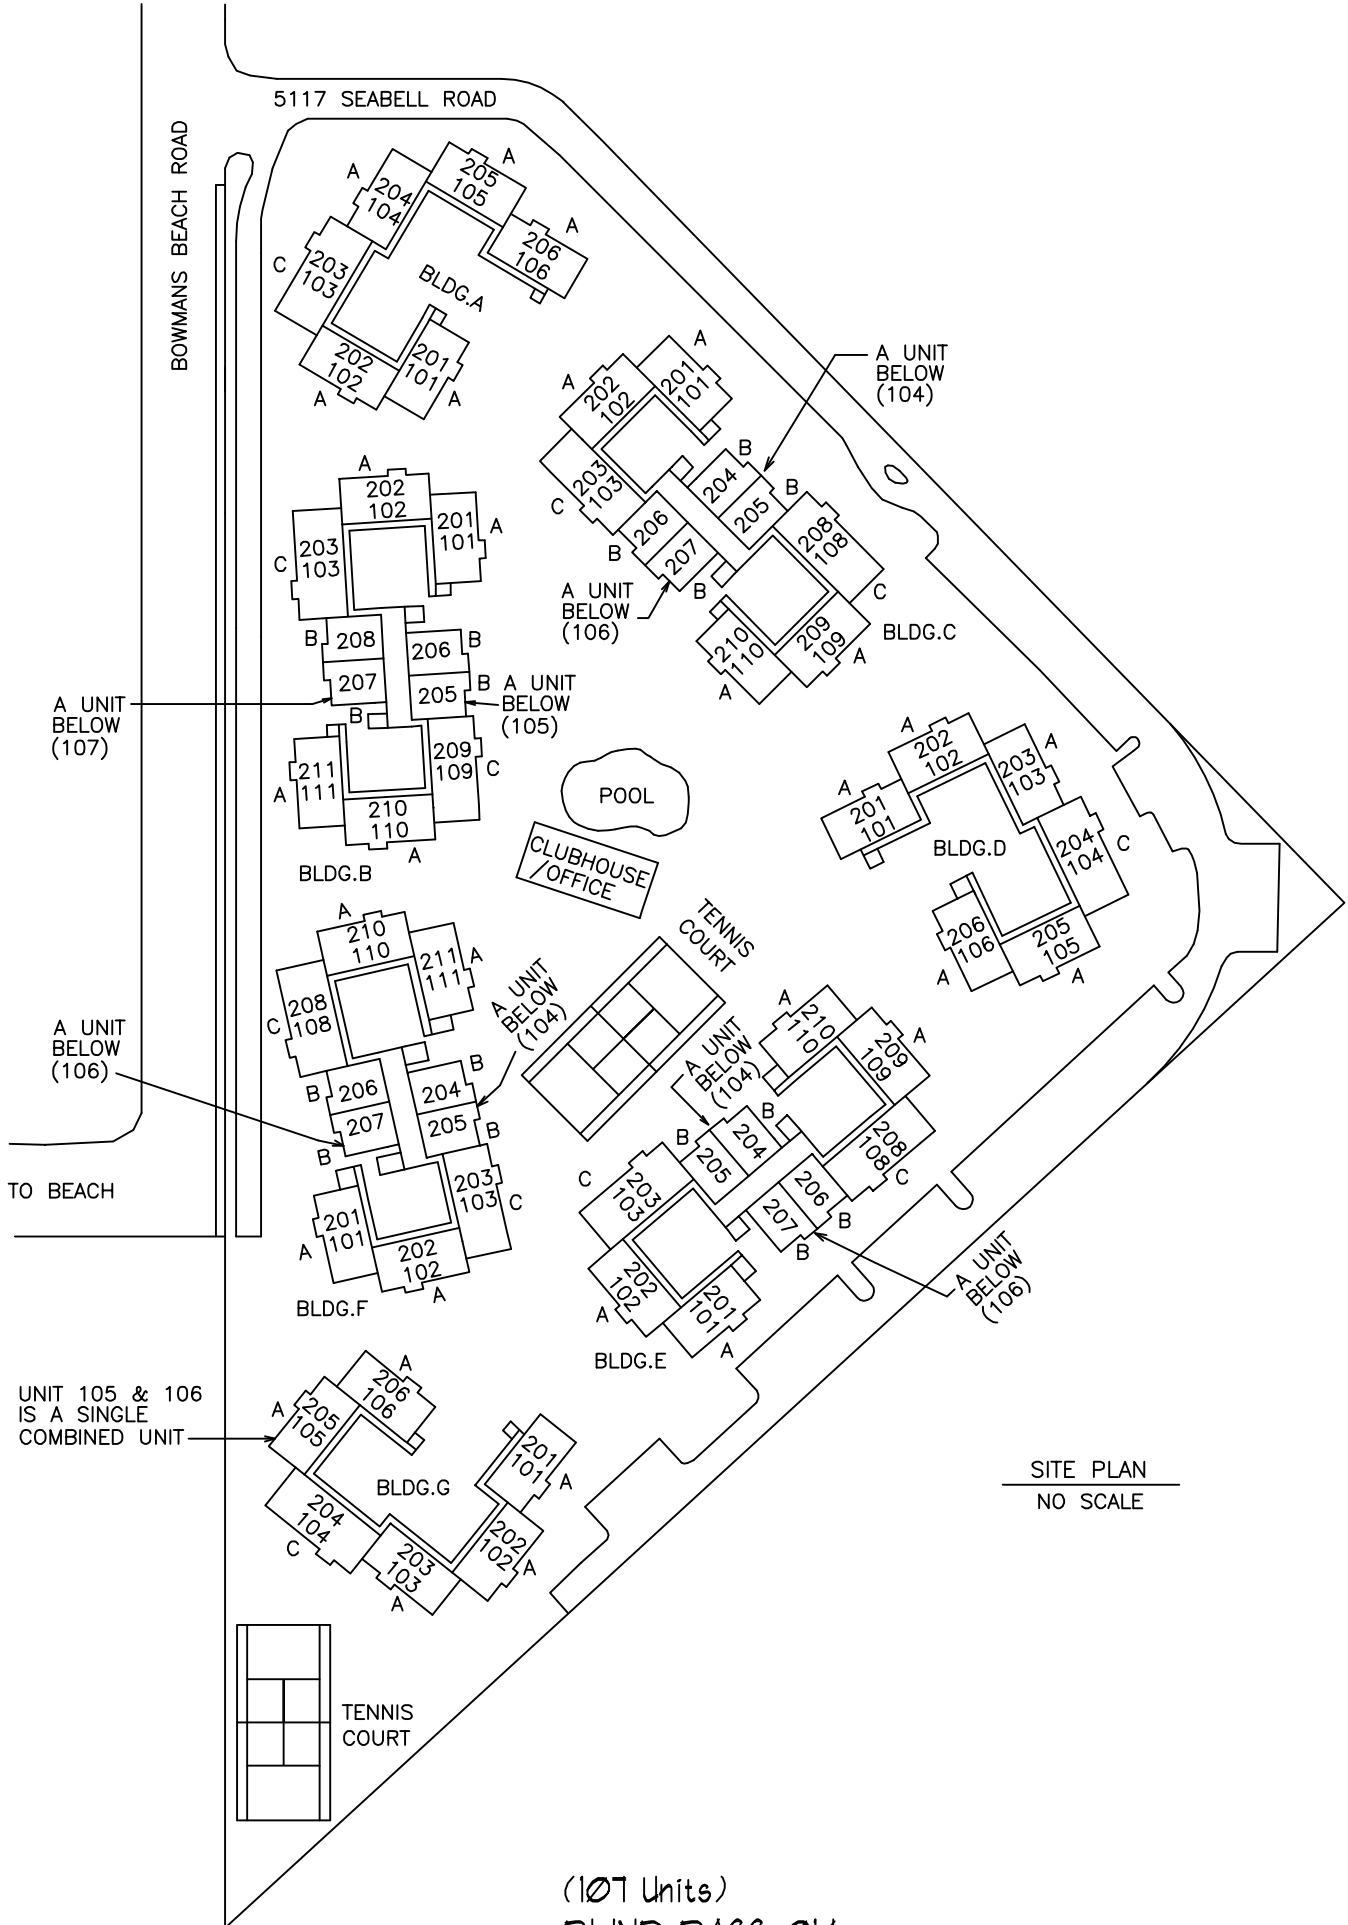 5117 SEABELL ROAD
BOWMANS BEACH ROAD
A
205
105
A
204
104
A
206
106
C
203
103
BLDG.A
202
102
A
201
101
A
A
201
101
A
202
102
A UNIT
BELOW
(104)
C
203
103
B
204
B
205
B
206
207
B
208
108
C
A UNIT
BELOW
(106)
210
110
A
209
109
A
BLDG.C
A
202
102
201
101
A
C
203
103
B
208
206
B
207
205
B
A UNIT
BELOW
(107)
A UNIT
BELOW
(105)
B
209
109
C
A
211
111
210
110
A
BLDG.B
POOL
CLUBHOUSE
/OFFICE
A
202
102
A
203
103
A
201
101
204
104
C
BLDG.D
206
106
A
205
105
A
TENNIS
COURT
A
210
110
211
111
A
C
208
108
A UNIT
BELOW
(104)
A UNIT
BELOW
(106)
B
206
204
B
207
205
B
B
203
103
C
201
101
A
202
102
A
BLDG.F
TO BEACH
A
210
110
209
109
A
A UNIT
BELOW
(104)
B
204
B
205
208
108
C
C
203
103
206
B
207
B
202
102
A
201
101
A
A UNIT
BELOW
(106)
BLDG.E
UNIT 105 & 106
IS A SINGLE
COMBINED UNIT
A
206
106
A
205
105
201
101
A
BLDG.G
204
104
C
202
102
A
203
103
A
SITE PLAN
NO SCALE
TENNIS
COURT
(107 Units)